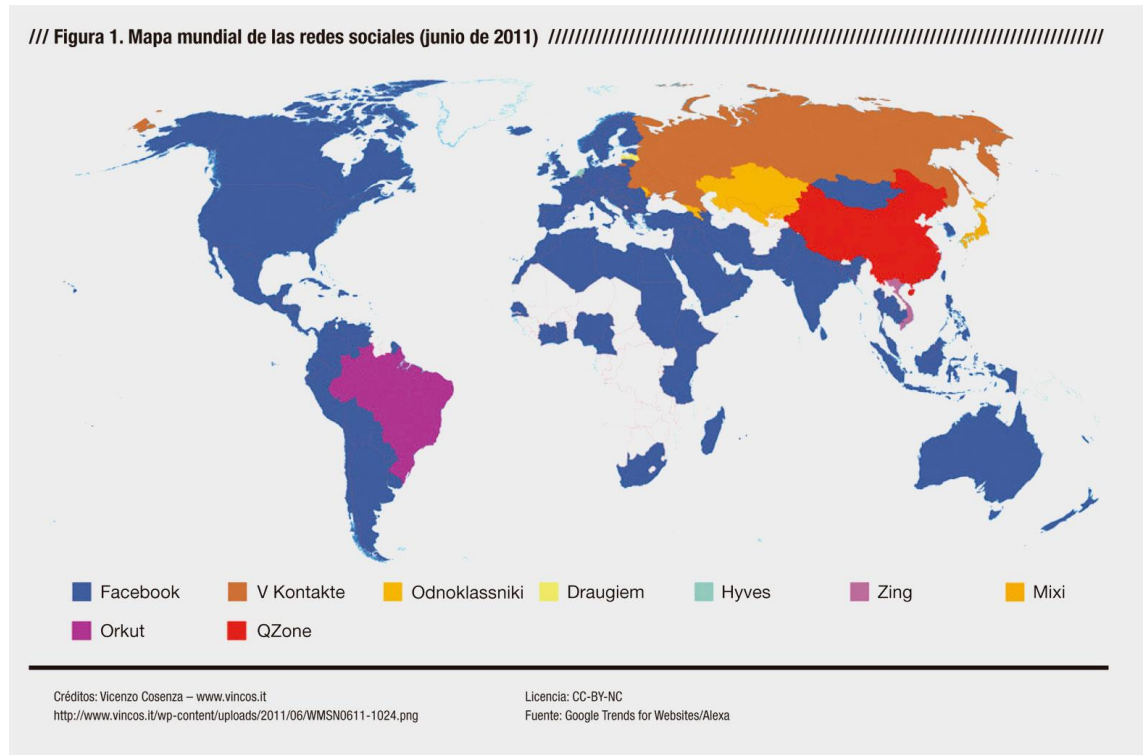 /// Figura 1. Mapa mundial de las redes sociales (junio de 2011) ////////////////////////////////////////////////////////////////////////////////
Facebook V Kontakte Odnoklassniki Draugiem Hyves Zing Mixi
Orkut QZone
Créditos: Vicenzo Cosenza – www.vincos.it
http://www.vincos.it/wp-content/uploads/2011/06/WMSN0611-1024.png
Licencia: CC-BY-NC
Fuente: Google Trends for Websites/Alexa